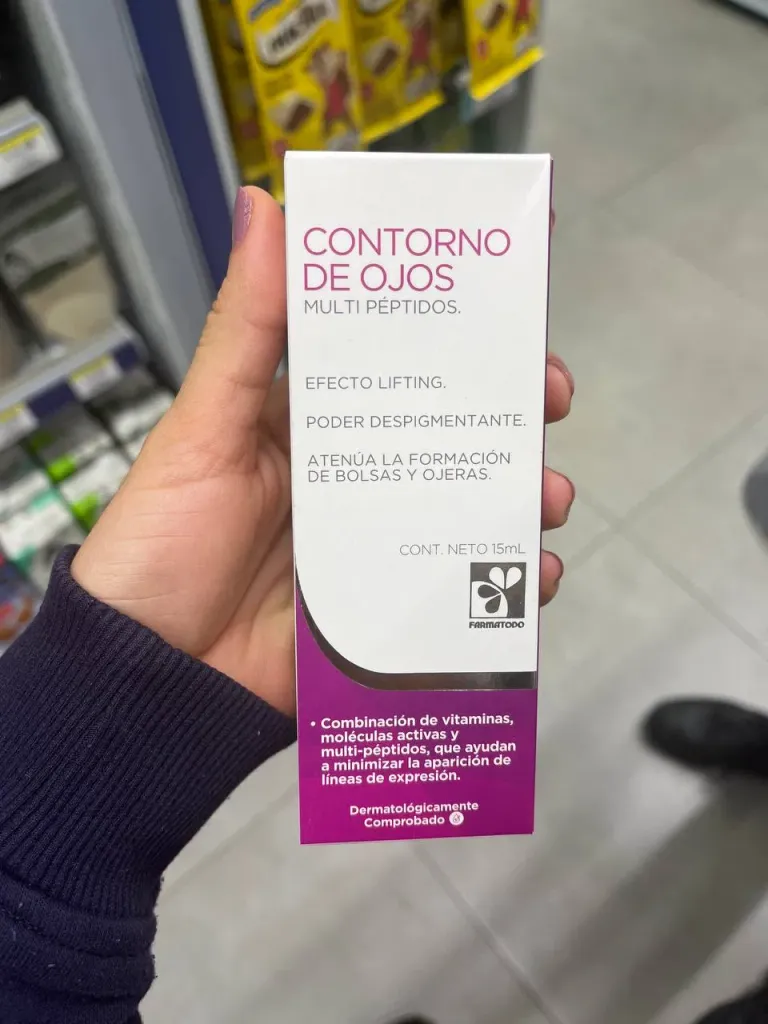 CONTORNO
DE OJOS
MULTI PÉPTIDOS.
EFECTO LIFTING.
PODER DESPIGMENTANTE.
ATENÚA LA FORMACIÓN
DE BOLSAS Y OJERAS.
CONT. NETO 15mL
FARMATODO
• Combinación de vitaminas,
moléculas activas y
multi-péptidos, que ayudan
a minimizar la aparición de
líneas de expresión.
Dermatológicamente
Comprobado